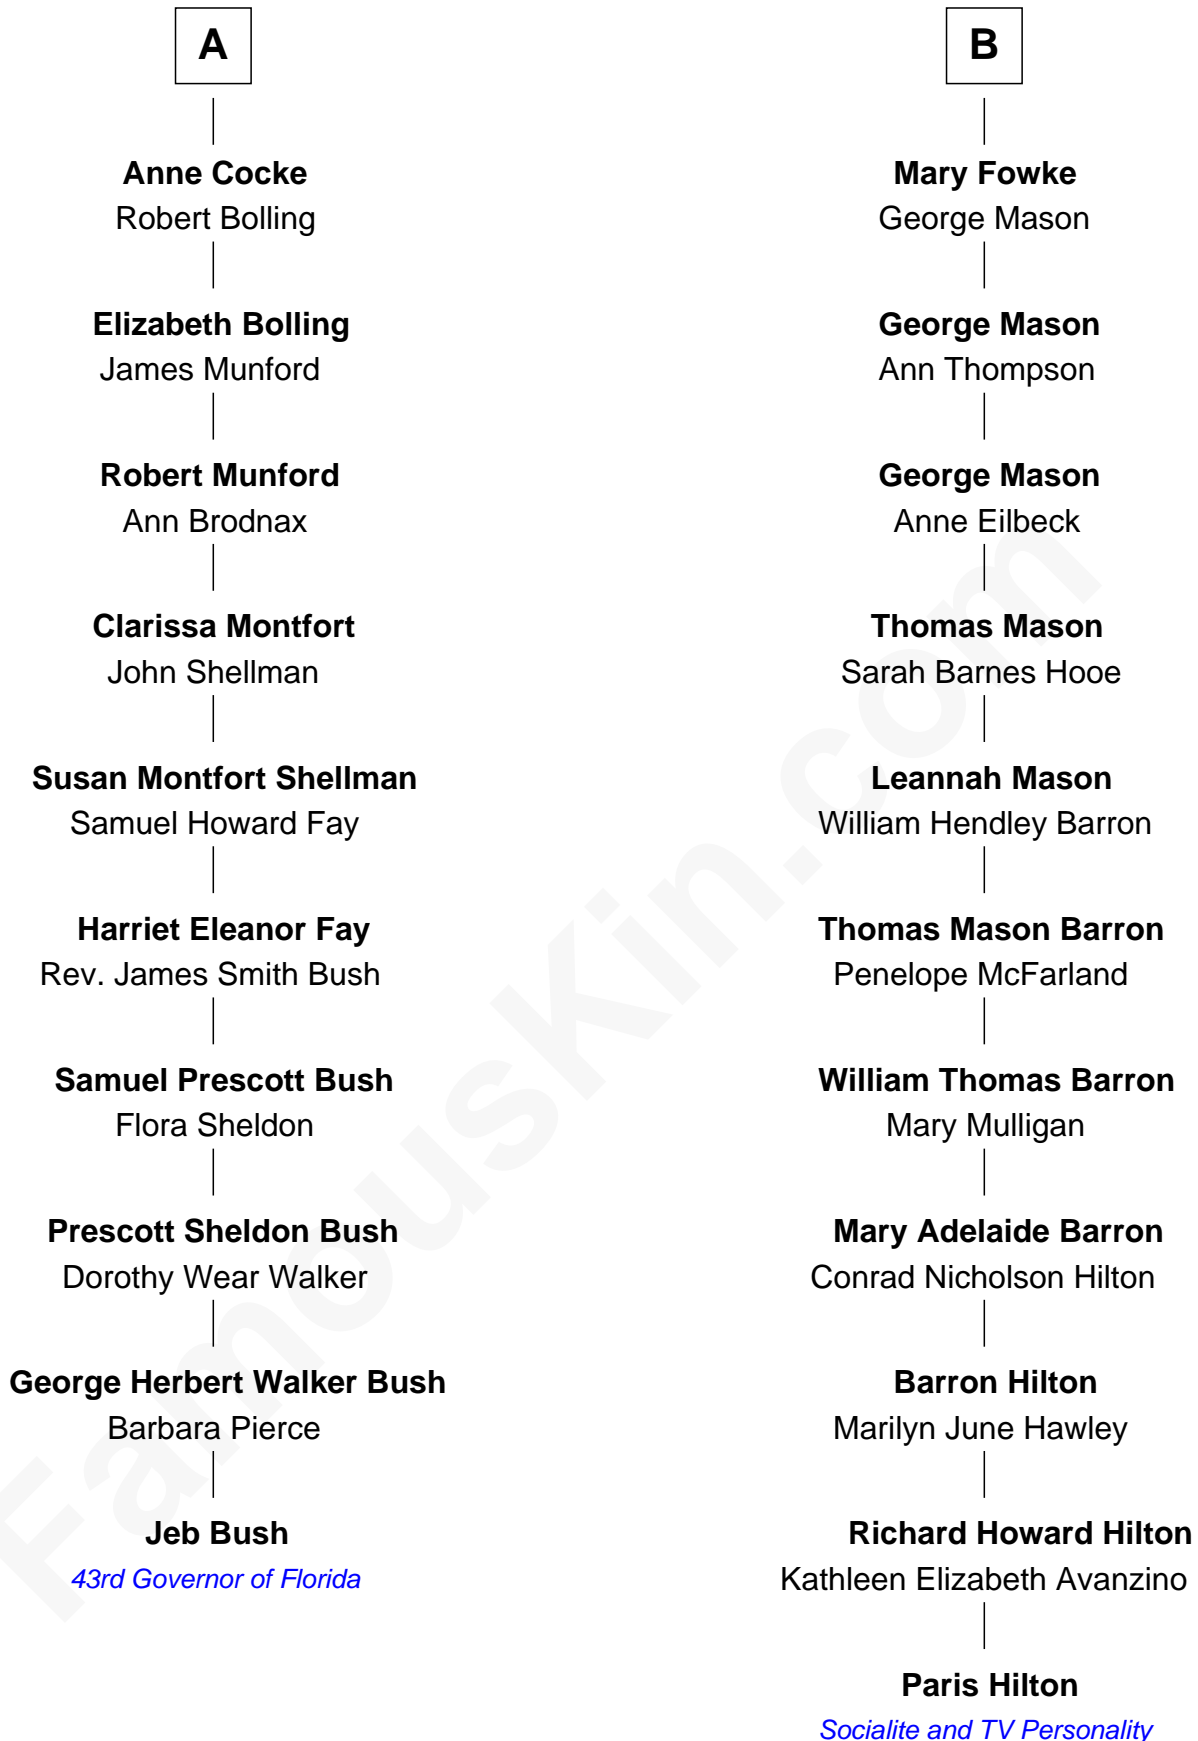 A
Anne Cocke
Robert Bolling
Elizabeth Bolling
James Munford
Robert Munford
Ann Brodnax
Clarissa Montfort
John Shellman
Susan Montfort Shellman
Samuel Howard Fay
Harriet Eleanor Fay
Rev. James Smith Bush
Samuel Prescott Bush
Flora Sheldon
Prescott Sheldon Bush
Dorothy Wear Walker
George Herbert Walker Bush
Barbara Pierce
Jeb Bush
43rd Governor of Florida
B
Mary Fowke
George Mason
George Mason
Ann Thompson
George Mason
Anne Eilbeck
Thomas Mason
Sarah Barnes Hooe
Leannah Mason
William Hendley Barron
Thomas Mason Barron
Penelope McFarland
William Thomas Barron
Mary Mulligan
Mary Adelaide Barron
Conrad Nicholson Hilton
Barron Hilton
Marilyn June Hawley
Richard Howard Hilton
Kathleen Elizabeth Avanzino
Paris Hilton
Socialite and TV Personality
FamousKin.com